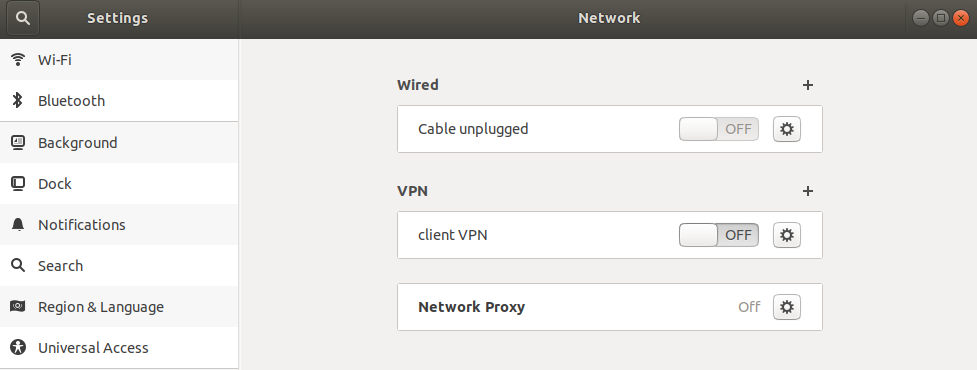 Settings
Network
Wi-Fi
Bluetooth
Background
Dock
Notifications
Search
Region & Language
Universal Access
Wired
Cable unplugged OFF
VPN
client VPN OFF
Network Proxy Off